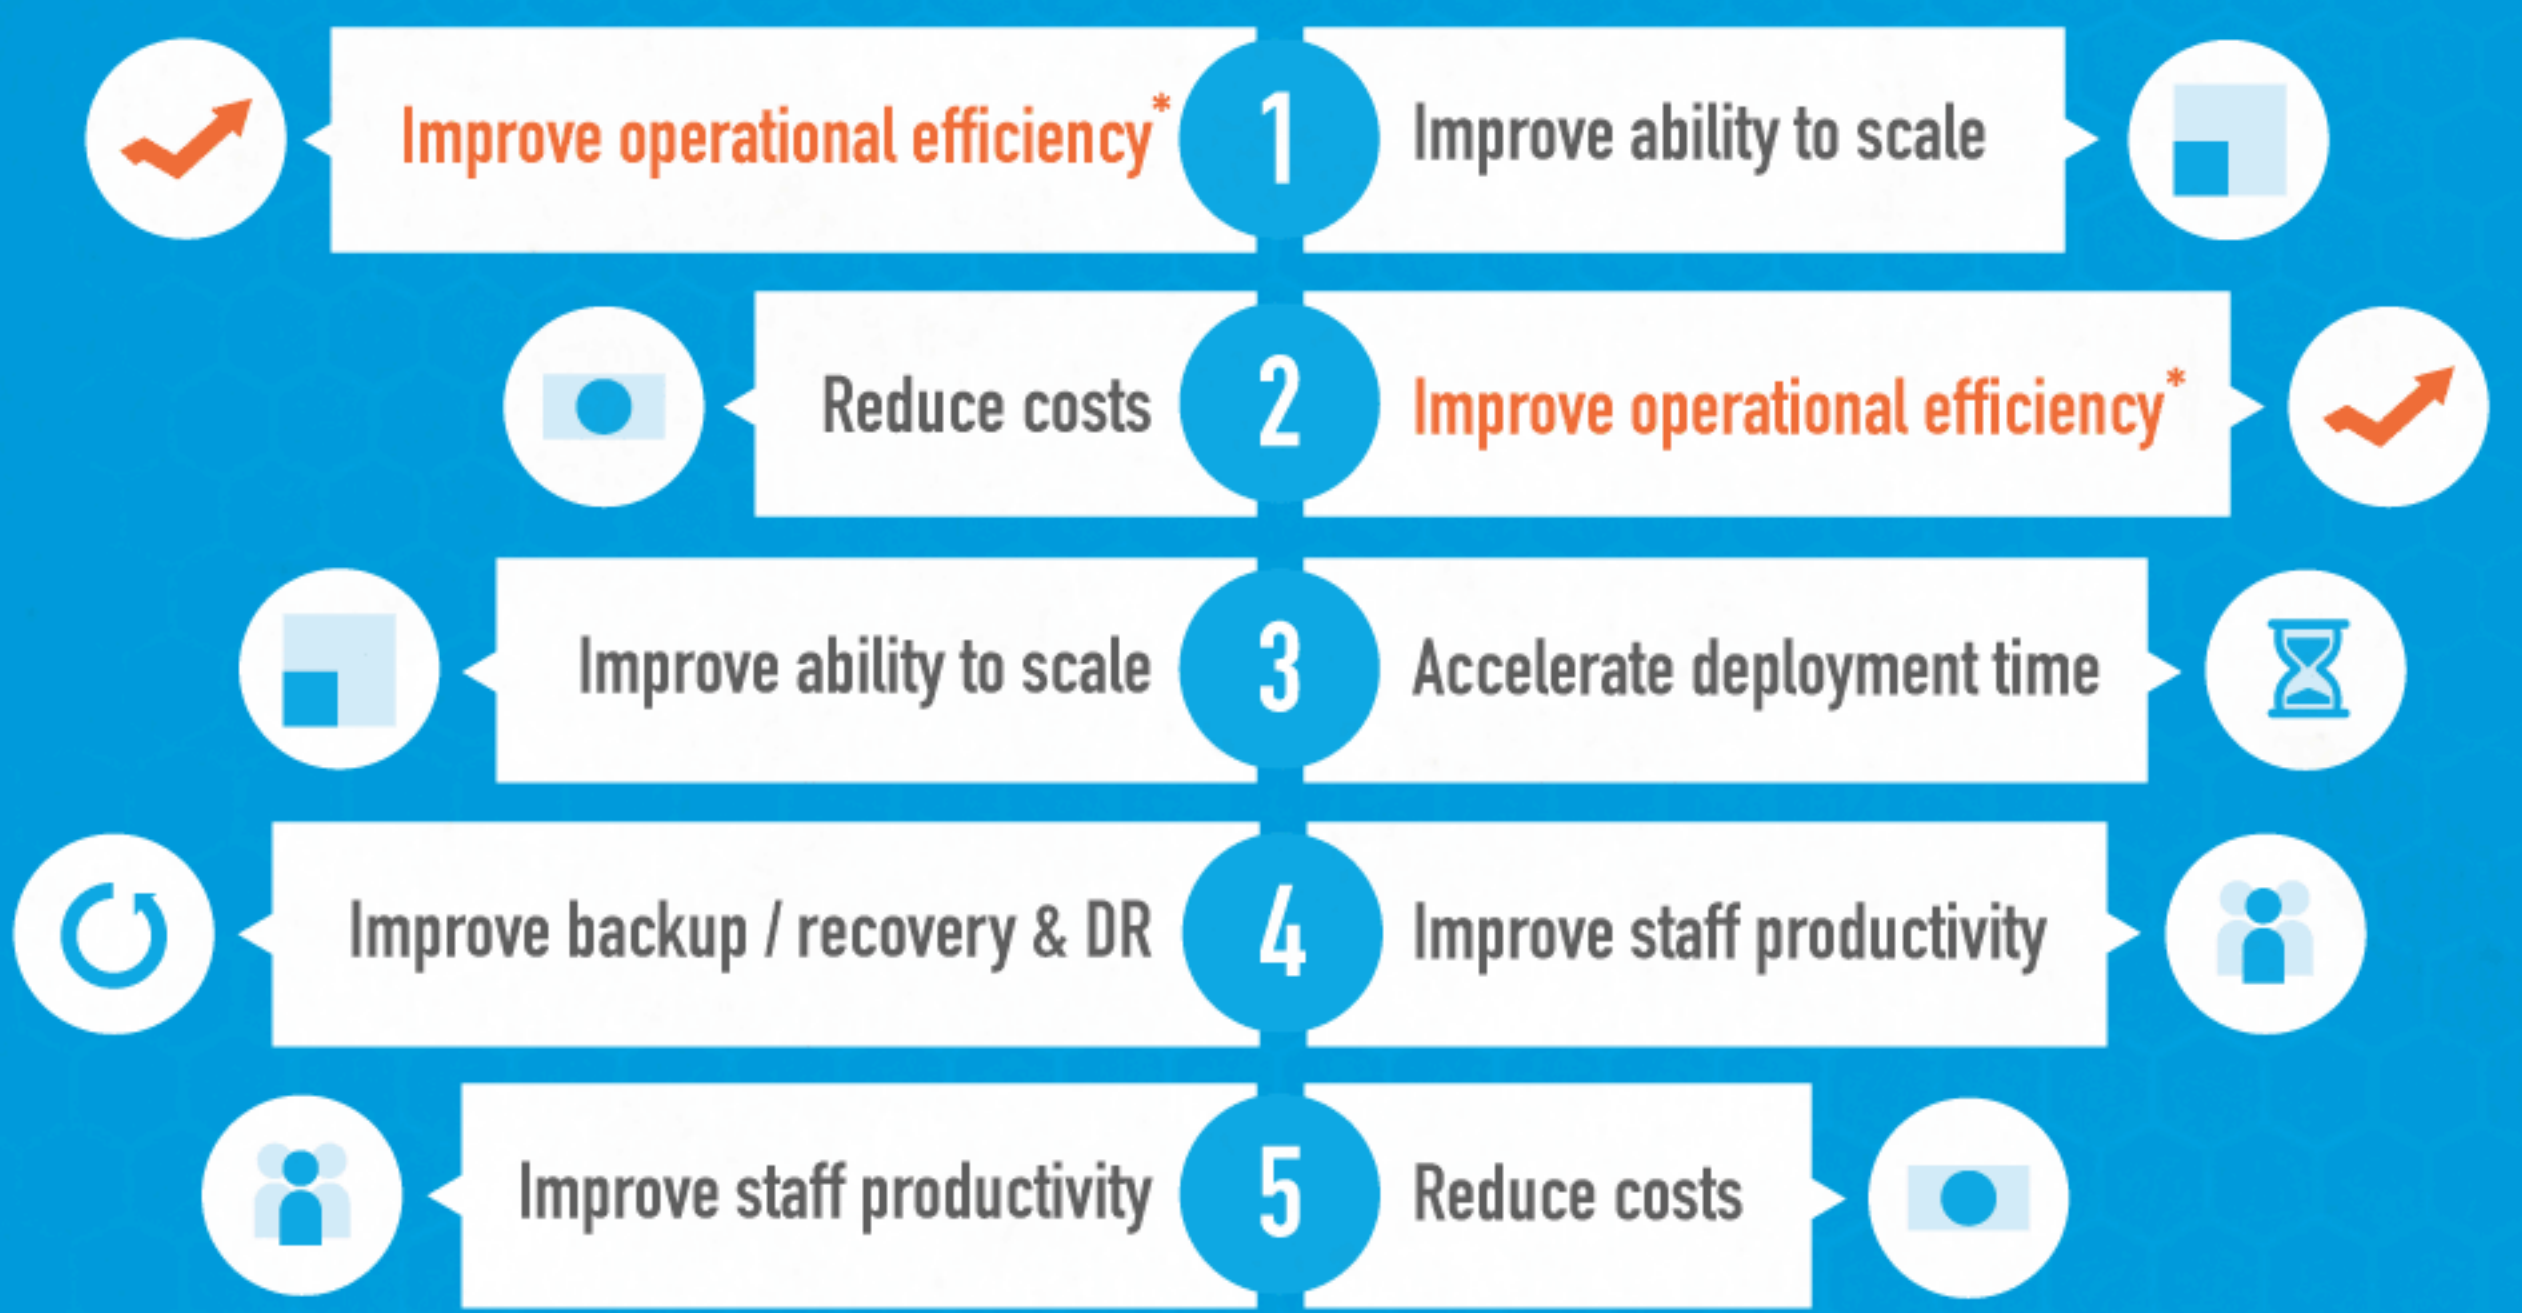 Improve operational efficiency* 1 Improve ability to scale
Reduce costs 2 Improve operational efficiency*
Improve ability to scale 3 Accelerate deployment time
Improve backup / recovery & DR 4 Improve staff productivity
Improve staff productivity 5 Reduce costs